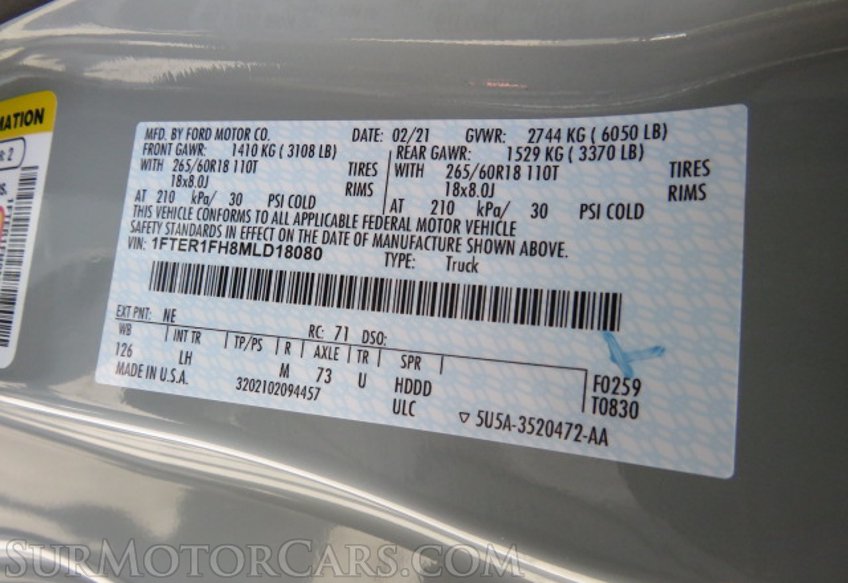 MATION
: 2
s.
MFD. BY FORD MOTOR CO. DATE: 02/21 GVWR: 2744 KG ( 6050 LB)
FRONT GAWR: 1410 KG ( 3108 LB) REAR GAWR: 1529 KG ( 3370 LB)
WITH 265/60R18 110T TIRES WITH 265/60R18 110T TIRES
18x8.0J RIMS 18x8.0J RIMS
AT 210 kPa/ 30 PSI COLD AT 210 kPa/ 30 PSI COLD
THIS VEHICLE CONFORMS TO ALL APPLICABLE FEDERAL MOTOR VEHICLE
SAFETY STANDARDS IN EFFECT ON THE DATE OF MANUFACTURE SHOWN ABOVE.
VIN: 1FTER1FH8MLD18080 TYPE: Truck
EXT PNT: NE RC: 71 DSO:
WB INT TR TP/PS R AXLE TR SPR
126 LH M 73 U HDDD F0259
MADE IN U.S.A. 3202102094457 ULC T0830
5U5A-3520472-AA
SURMOTORCARS.COM